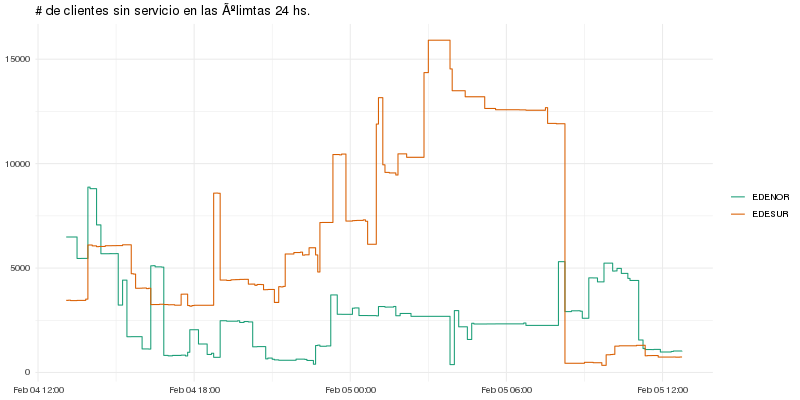 # de clientes sin servicio en las Ãºlimtas 24 hs.
15000
10000
5000
0
Feb 04 12:00 Feb 04 18:00 Feb 05 00:00 Feb 05 06:00 Feb 05 12:00
EDENOR
EDESUR